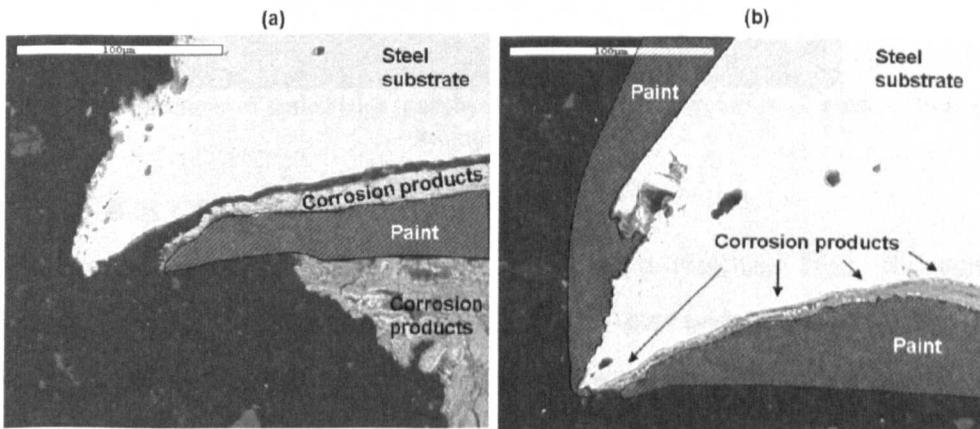 (a)
100µm
Steel
substrate
Corrosion products
Paint
Corrosion
products
(b)
100µm
Steel
substrate
Paint
Corrosion products
Paint